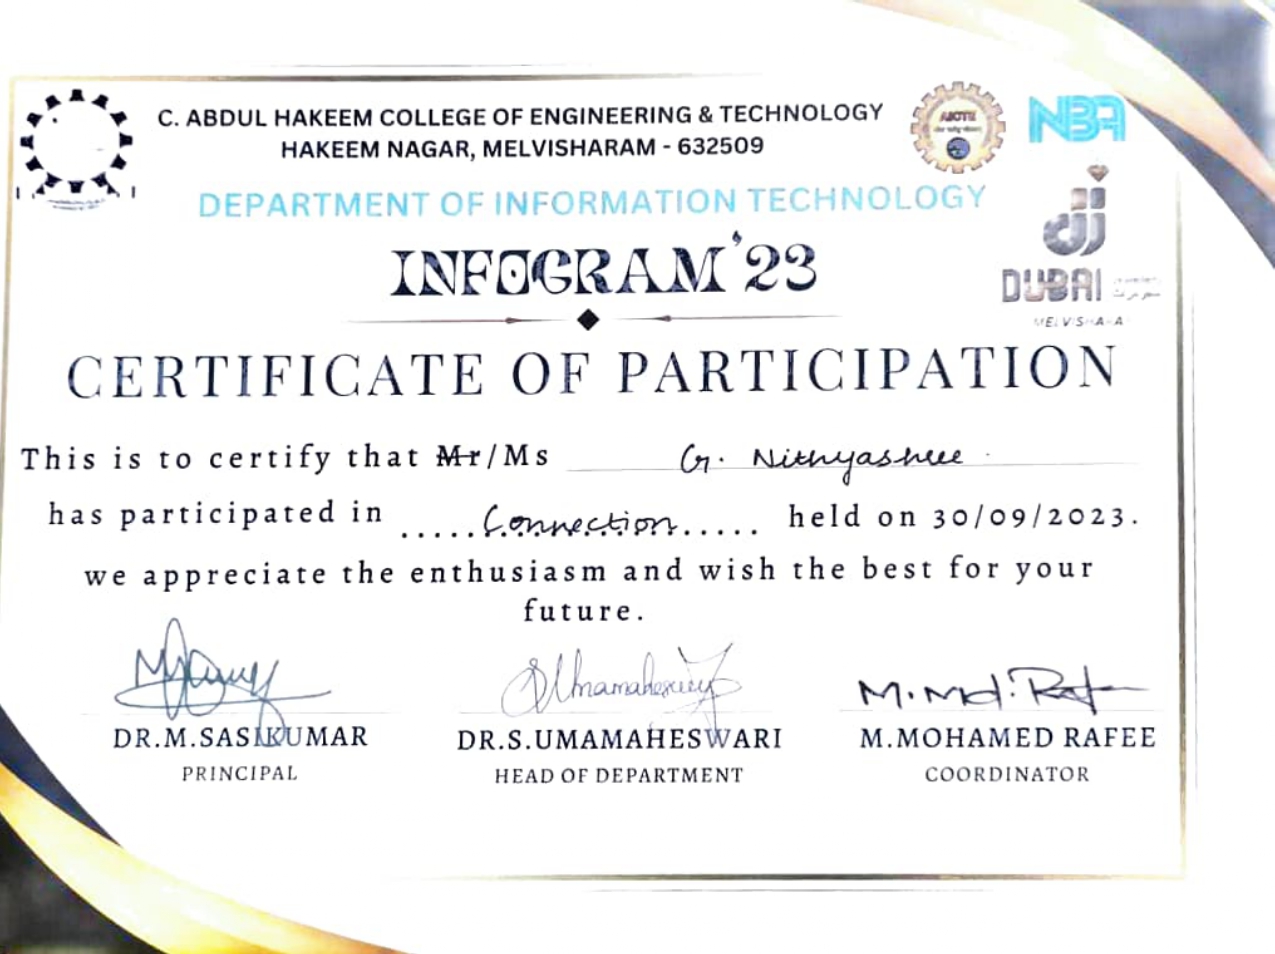 C. ABDUL HAKEEM COLLEGE OF ENGINEERING & TECHNOLOGY
HAKEEM NAGAR, MELVISHARAM - 632509
AICTE
NBA
DEPARTMENT OF INFORMATION TECHNOLOGY
INFOGRAM'23
DUBAI
CERTIFICATE OF PARTICIPATION
This is to certify that Mr/Ms G. Nithyashree
has participated in .....Connection..... held on 30/09/2023.
we appreciate the enthusiasm and wish the best for your
future.
S Umamaheswari
M. Md. Rafee
DR.M.SASIKUMAR
DR.S.UMAMAHESWARI
M.MOHAMED RAFEE
PRINCIPAL
HEAD OF DEPARTMENT
COORDINATOR